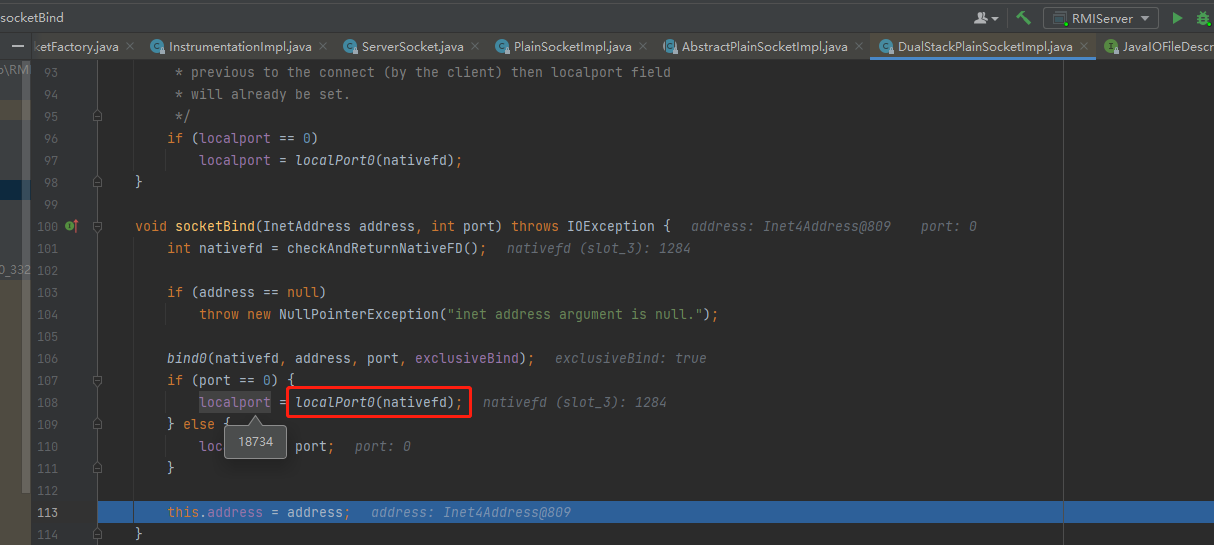 socketBind
RMIServer
ketFactory.java
InstrumentationImpl.java
ServerSocket.java
PlainSocketImpl.java
AbstractPlainSocketImpl.java
DualStackPlainSocketImpl.java
JavaIOFileDescr
o\RMI
0_332
93 * previous to the connect (by the client) then localport field
94 * will already be set.
95 */
96 if (localport == 0)
97 localport = localPort0(nativefd);
98 }
99
100 void socketBind(InetAddress address, int port) throws IOException { address: Inet4Address@809 port: 0
101 int nativefd = checkAndReturnNativeFD(); nativefd (slot_3): 1284
102
103 if (address == null)
104 throw new NullPointerException("inet address argument is null.");
105
106 bind0(nativefd, address, port, exclusiveBind); exclusiveBind: true
107 if (port == 0) {
108 localport = localPort0(nativefd); nativefd (slot_3): 1284
109 } else {
18734
110 loc port; port: 0
111 }
112
113 this.address = address; address: Inet4Address@809
114 }